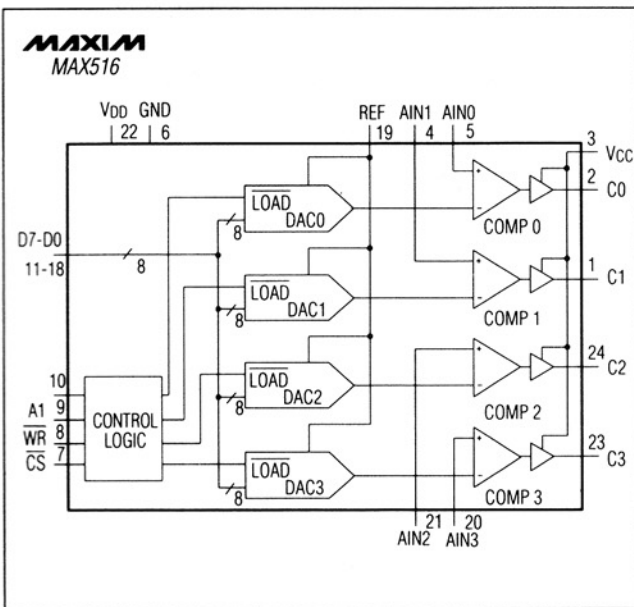 MAXIM
MAX516
VDD GND
22 6
REF AIN1 AIN0
19 4 5
3
VCC
2
C0
LOAD
DAC0
8
COMP 0
D7-D0
11-18
8
1
C1
LOAD
DAC1
8
COMP 1
24
C2
LOAD
DAC2
8
COMP 2
10
A1 9
WR 8
CS 7
CONTROL
LOGIC
23
C3
LOAD
DAC3
8
COMP 3
21 20
AIN2 AIN3